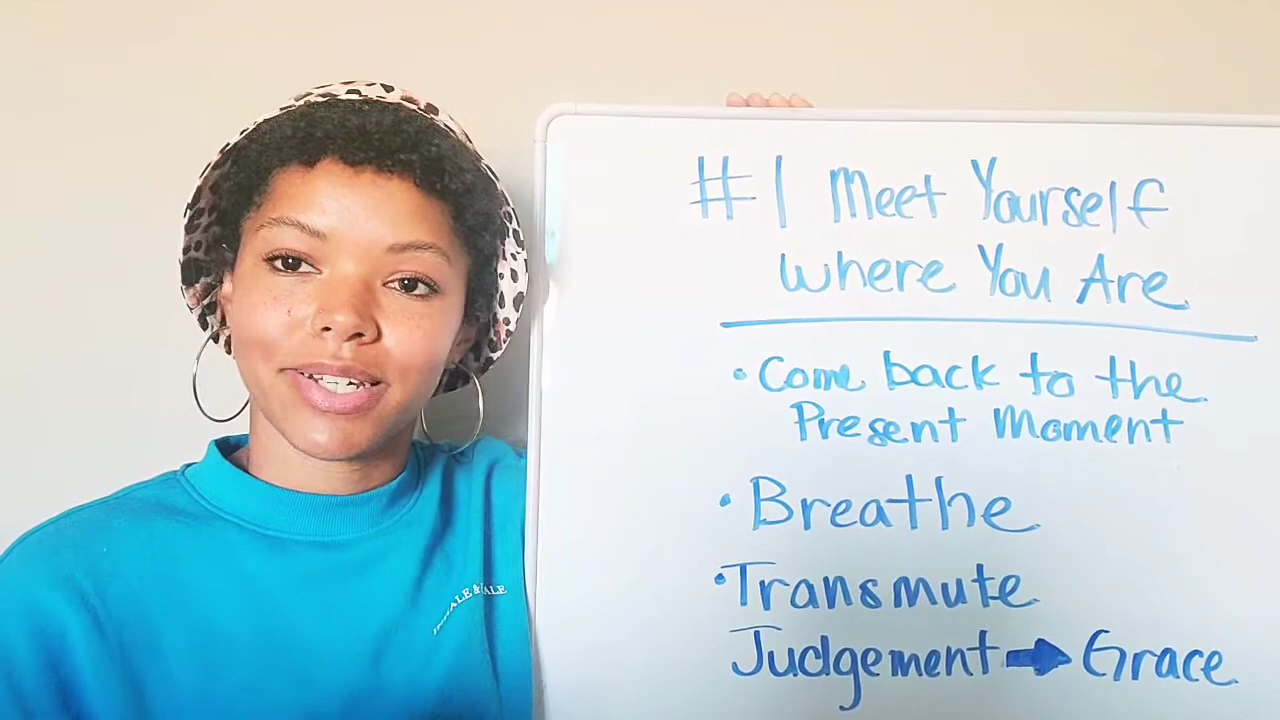 #1 Meet Yourself
where You Are
• Come back to the
Present Moment
• Breathe
• Transmute
Judgement → Grace